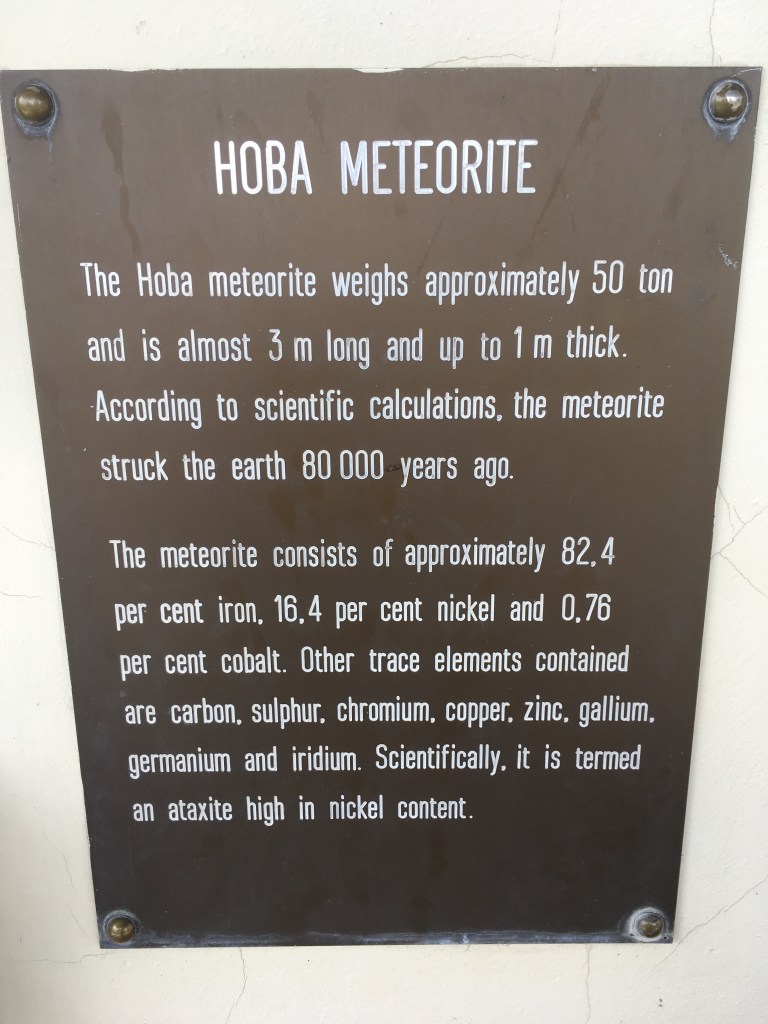 HOBA METEORITE
The Hoba meteorite weighs approximately 50 ton
and is almost 3 m long and up to 1 m thick.
According to scientific calculations, the meteorite
struck the earth 80 000 years ago.
The meteorite consists of approximately 82,4
per cent iron, 16,4 per cent nickel and 0,76
per cent cobalt. Other trace elements contained
are carbon, sulphur, chromium, copper, zinc, gallium,
germanium and iridium. Scientifically, it is termed
an ataxite high in nickel content.